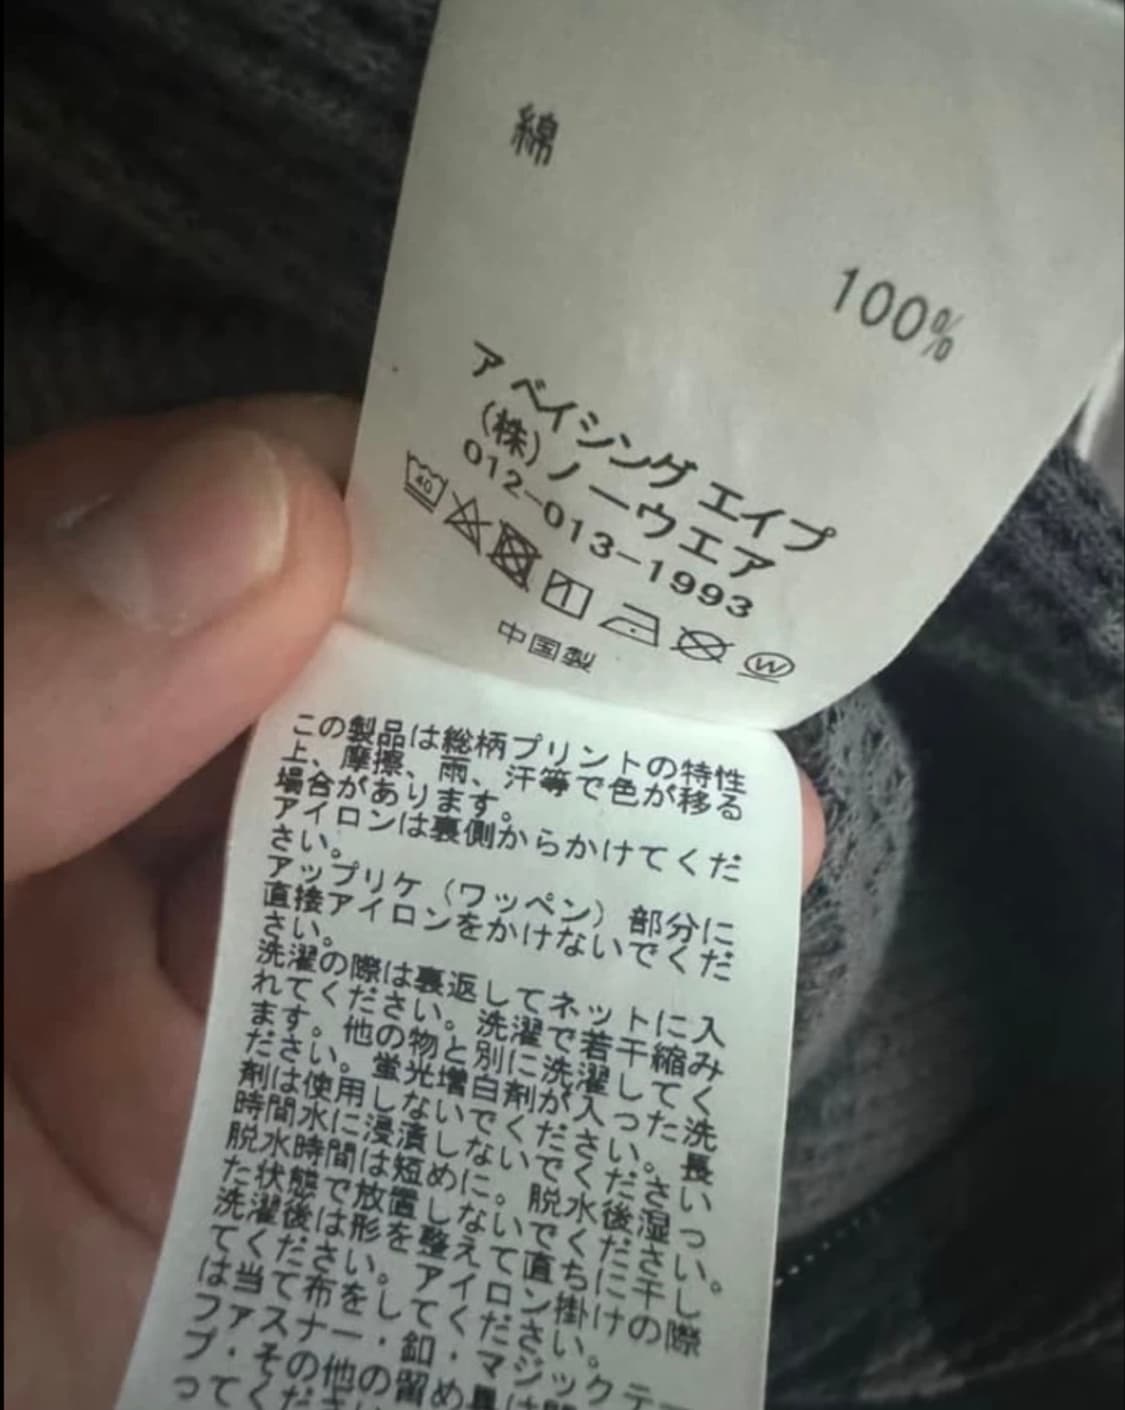 綿
100%
アベイシングエイプ
(株)ノーウエア
012-013-1993
40
W
中国製
この製品は総柄プリントの特性
上、摩擦、雨、汗等で色が移る
場合があります。
アイロンは裏側からかけてくだ
さい。
アップリケ(ワッペン)部分に
直接アイロンをかけないでくだ
さい。
洗濯の際は裏返してネットに入
れてください。洗濯で若干縮み
ます。他の物と別に洗濯してく
ださい。蛍光増白剤が入った洗
剤は使用しないでください。長
時間水に浸漬しないでください
脱水時間は短めに。脱水後湿っ
た状態で放置しないでください。
洗濯後は形を整えて直ちに干し
てください。アイロン掛けの際
は当て布をしてください。
ファスナー・釦・マジックテー
プ・その他の留め具は
ってくださ